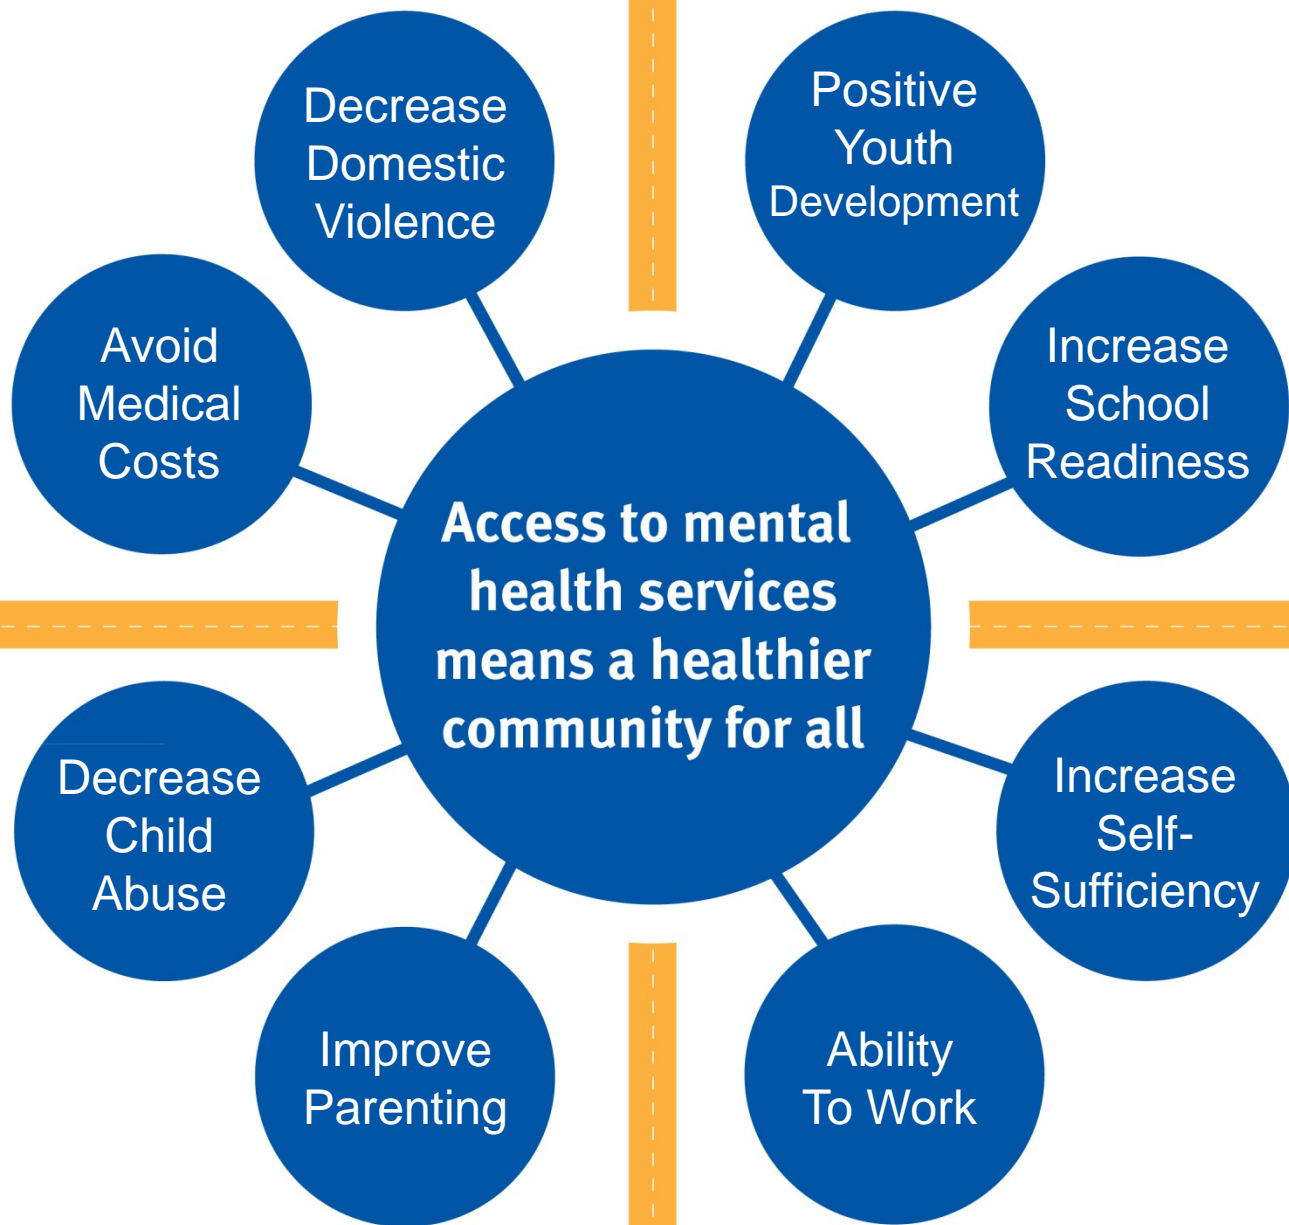 Decrease
Domestic
Violence
Positive
Youth
Development
Avoid
Medical
Costs
Increase
School
Readiness
Access to mental
health services
means a healthier
community for all
Decrease
Child
Abuse
Increase
Self-
Sufficiency
Improve
Parenting
Ability
To Work